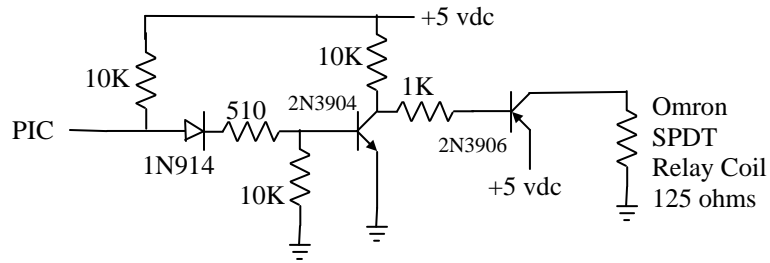 +5 vdc
10K
10K
1K
510
2N3904
PIC
1N914
2N3906
10K
+5 vdc
Omron
SPDT
Relay Coil
125 ohms